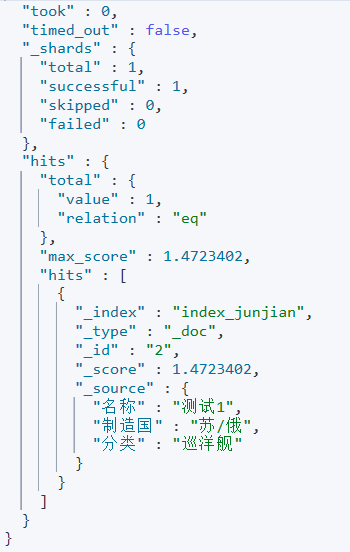 "took" : 0,
"timed_out" : false,
"_shards" : {
"total" : 1,
"successful" : 1,
"skipped" : 0,
"failed" : 0
},
"hits" : {
"total" : {
"value" : 1,
"relation" : "eq"
},
"max_score" : 1.4723402,
"hits" : [
{
"_index" : "index_junjian",
"_type" : "_doc",
"_id" : "2",
"_score" : 1.4723402,
"_source" : {
"名称" : "测试1",
"制造国" : "苏/俄",
"分类" : "巡洋舰"
}
}
]
}
}